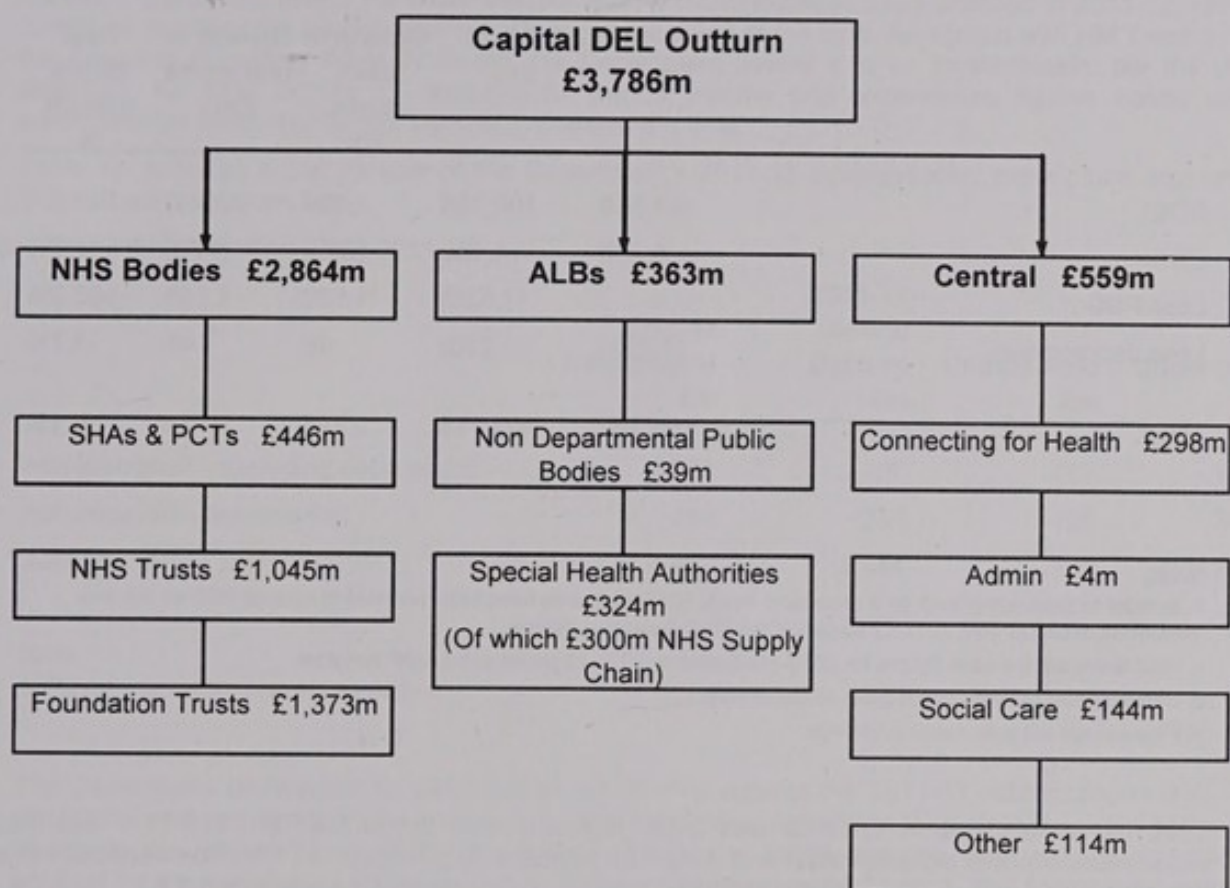 Capital DEL Outturn
£3,786m
NHS Bodies £2,864m
ALBs £363m
Central £559m
SHAs & PCTs £446m
Non Departmental Public
Bodies £39m
Connecting for Health £298m
NHS Trusts £1,045m
Special Health Authorities
£324m
(Of which £300m NHS Supply
Chain)
Admin £4m
Foundation Trusts £1,373m
Social Care £144m
Other £114m